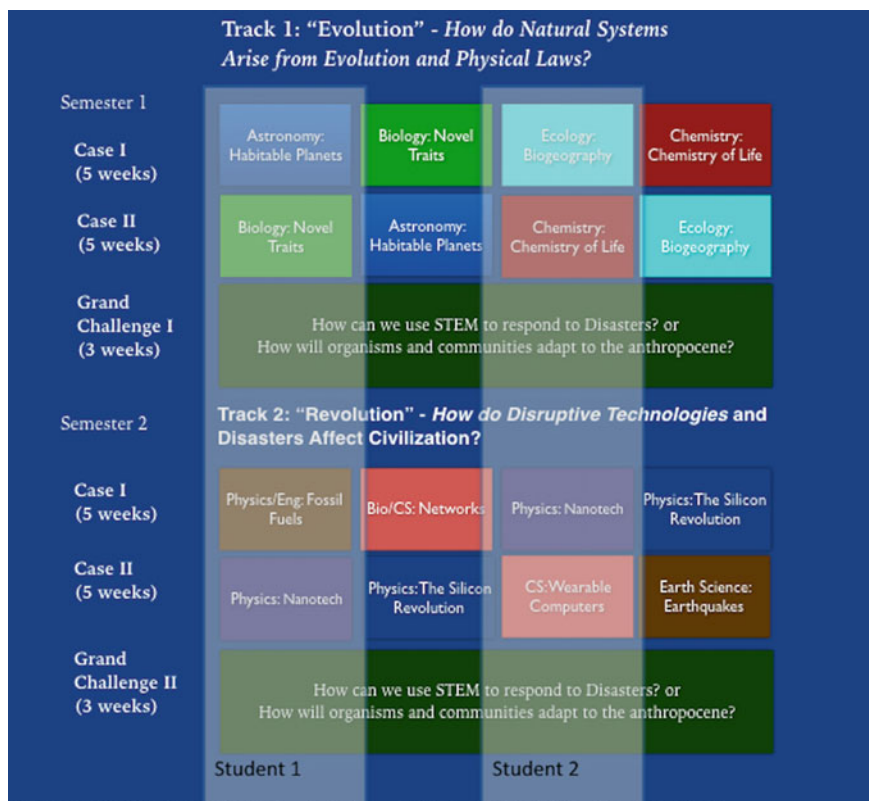 Track 1: “Evolution” - How do Natural Systems
Arise from Evolution and Physical Laws?
Semester 1
Case I
(5 weeks)
Astronomy:
Habitable Planets
Biology: Novel
Traits
Ecology:
Biogeography
Chemistry:
Chemistry of Life
Case II
(5 weeks)
Biology: Novel
Traits
Astronomy:
Habitable Planets
Chemistry:
Chemistry of Life
Ecology:
Biogeography
Grand
Challenge I
(3 weeks)
How can we use STEM to respond to Disasters? or
How will organisms and communities adapt to the anthropocene?
Semester 2
Track 2: “Revolution” - How do Disruptive Technologies and
Disasters Affect Civilization?
Case I
(5 weeks)
Physics/Eng: Fossil
Fuels
Bio/CS: Networks
Physics: Nanotech
Physics: The Silicon
Revolution
Case II
(5 weeks)
Physics: Nanotech
Physics: The Silicon
Revolution
CS: Wearable
Computers
Earth Science:
Earthquakes
Grand
Challenge II
(3 weeks)
How can we use STEM to respond to Disasters? or
How will organisms and communities adapt to the anthropocene?
Student 1
Student 2